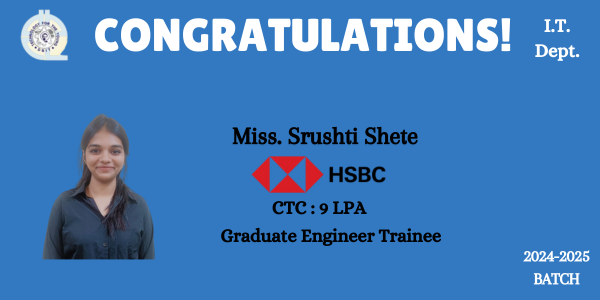 CONGRATULATIONS!
I.T.
Dept.
Miss. Srushti Shete
HSBC
CTC : 9 LPA
Graduate Engineer Trainee
2024-2025
BATCH